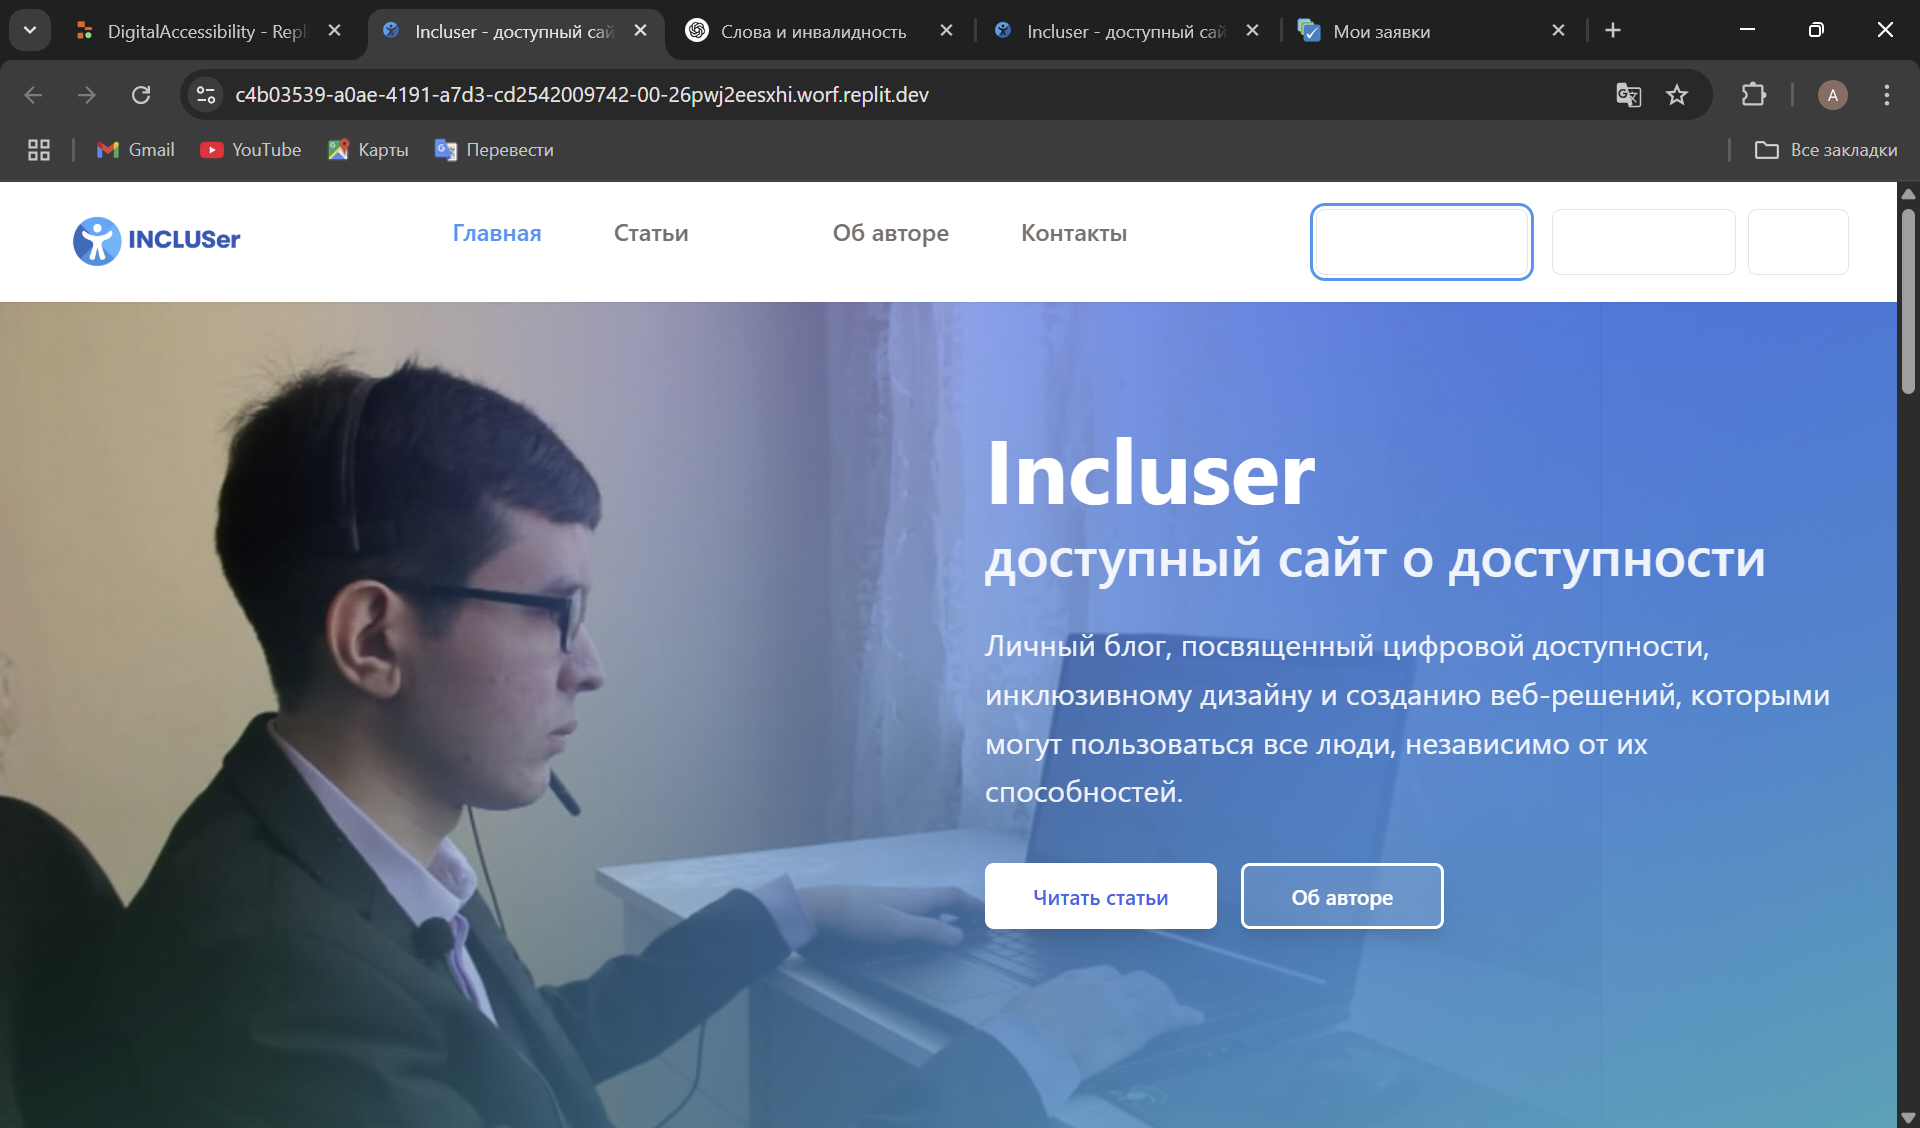 DigitalAccessibility - Repl
Incluser - доступный сай
Слова и инвалидность
Incluser - доступный сай
Мои заявки
c4b03539-a0ae-4191-a7d3-cd2542009742-00-26pwj2eesxhi.worf.replit.dev
A
Gmail
YouTube
Карты
Перевести
Все закладки
INCLUSer
Главная
Статьи
Об авторе
Контакты
Incluser
доступный сайт о доступности
Личный блог, посвященный цифровой доступности,
инклюзивному дизайну и созданию веб-решений, которыми
могут пользоваться все люди, независимо от их
способностей.
Читать статьи
Об авторе